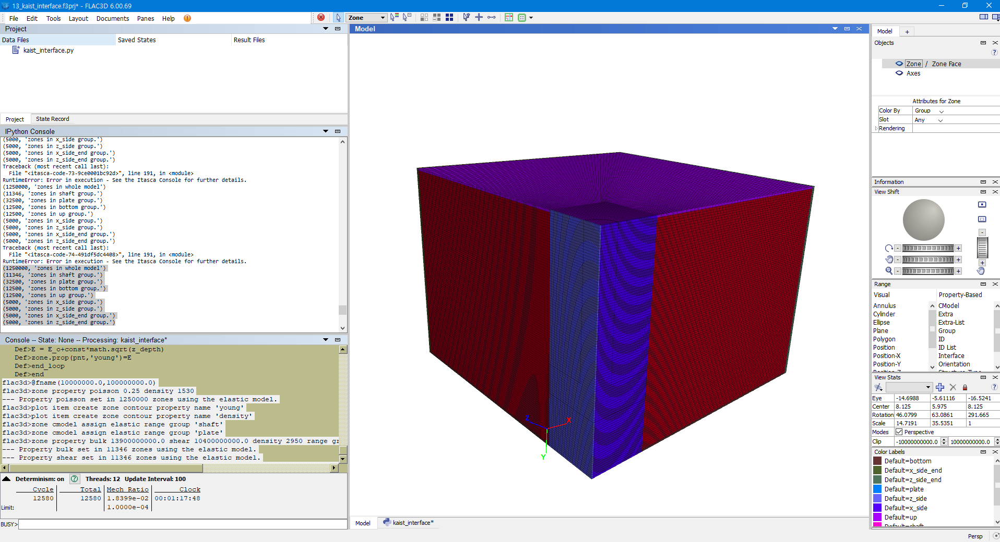 13_kaist_interface.f3prj* - FLAC3D 6.00.69
File Edit Tools Layout Documents Panes Help
Zone
Project
Data Files Saved States Result Files
kaist_interface.py
Project State Record
IPython Console
(5000, 'zones in x_side group.')
(5000, 'zones in z_side group.')
(5000, 'zones in x_side_end group.')
(5000, 'zones in z_side_end group.')
Traceback (most recent call last):
File "<itasca-code-73-9ce0001bc92d>", line 191, in <module>
RuntimeError: Error in execution - See the Itasca Console for further details.
(1250000, 'zones in whole model')
(11346, 'zones in shaft group.')
(32500, 'zones in plate group.')
(12500, 'zones in bottom group.')
(12500, 'zones in up group.')
(5000, 'zones in x_side group.')
(5000, 'zones in z_side group.')
(5000, 'zones in x_side_end group.')
(5000, 'zones in z_side_end group.')
Traceback (most recent call last):
File "<itasca-code-74-491df5dc4408>", line 191, in <module>
RuntimeError: Error in execution - See the Itasca Console for further details.
(1250000, 'zones in whole model')
(11346, 'zones in shaft group.')
(32500, 'zones in plate group.')
(12500, 'zones in bottom group.')
(12500, 'zones in up group.')
(5000, 'zones in x_side group.')
(5000, 'zones in z_side group.')
(5000, 'zones in x_side_end group.')
(5000, 'zones in z_side_end group.')
Console -- State: None -- Processing: kaist_interface*
Def>E = E_o+const*math.sqrt(z_depth)
Def>zone.prop(pnt,'young')=E
Def>end_loop
Def>end
flac3d>@fname(10000000.0,100000000.0)
flac3d>zone property poisson 0.25 density 1530
--- Property poisson set in 1250000 zones using the elastic model.
flac3d>plot item create zone contour property name 'young'
flac3d>plot item create zone contour property name 'density'
flac3d>zone cmodel assign elastic range group 'shaft'
flac3d>zone cmodel assign elastic range group 'plate'
flac3d>zone property bulk 13900000000.0 shear 10400000000.0 density 2950 range gr
--- Property bulk set in 11346 zones using the elastic model.
--- Property shear set in 11346 zones using the elastic model.
Determinism: on Threads: 12 Update Interval: 100
Cycle Total Mech Ratio Clock
12580 12580 1.8399e-02 00:01:17:48
Limit: 1.0000e-04
BUSY>
Model
Z X Y
Model kaist_interface*
Model +
Objects
Zone / Zone Face
Axes
Attributes for Zone
Color By Group
Slot Any
Rendering
Information
View Shift
Range
Visual Property-Based
Annulus CModel
Cylinder Extra
Ellipse Extra-List
Plane Group
Polygon ID
Position ID List
Position-X Interface
Position-Y Orientation
View Stats
Eye -14.6988 -5.61116 -16.5241
Center 8.125 5.975 8.125
Rotation 46.0799 63.0861 291.665
Scale 14.7191 35.5351 1
Modes Perspective
Clip -10000000000.0 10000000000.0
Color Labels
Default=bottom
Default=x_side_end
Default=z_side_end
Default=plate
Default=z_side
Default=x_side
Default=up
Default=shaft
Persp